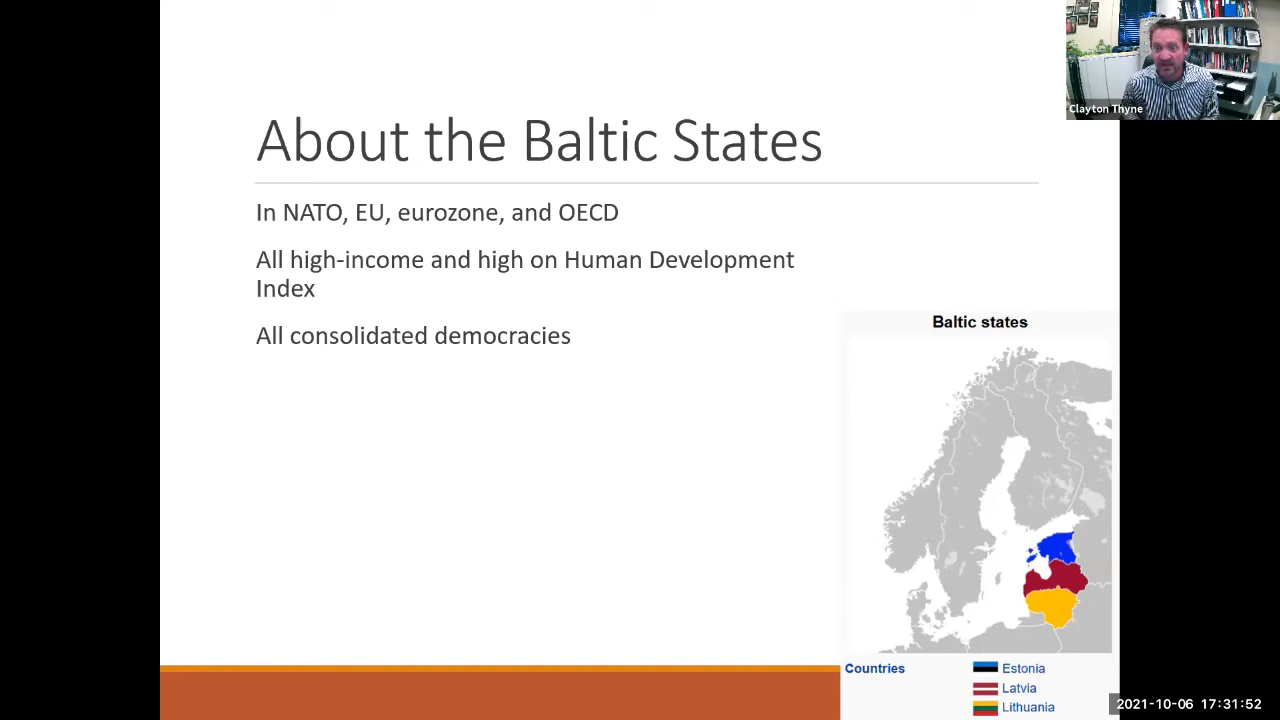 Clayton Thyne
About the Baltic States
In NATO, EU, eurozone, and OECD
All high-income and high on Human Development
Index
All consolidated democracies
Baltic states
Countries
Estonia
Latvia
Lithuania
2021-10-06 17:31:52